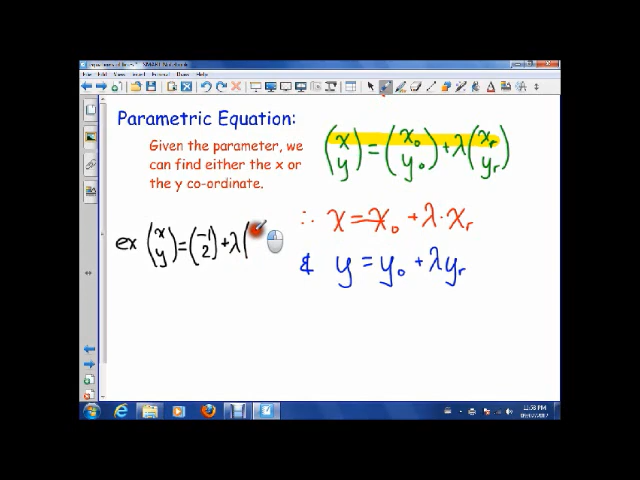 Parametric Equation:
Given the parameter, we
can find either the x or
the y co-ordinate.
(x y) = (x₀ y₀) + λ(xᵣ yᵣ)
∴ x = x₀ + λ·xᵣ
& y = y₀ + λyᵣ
ex (x y) = (-1 2) + λ(